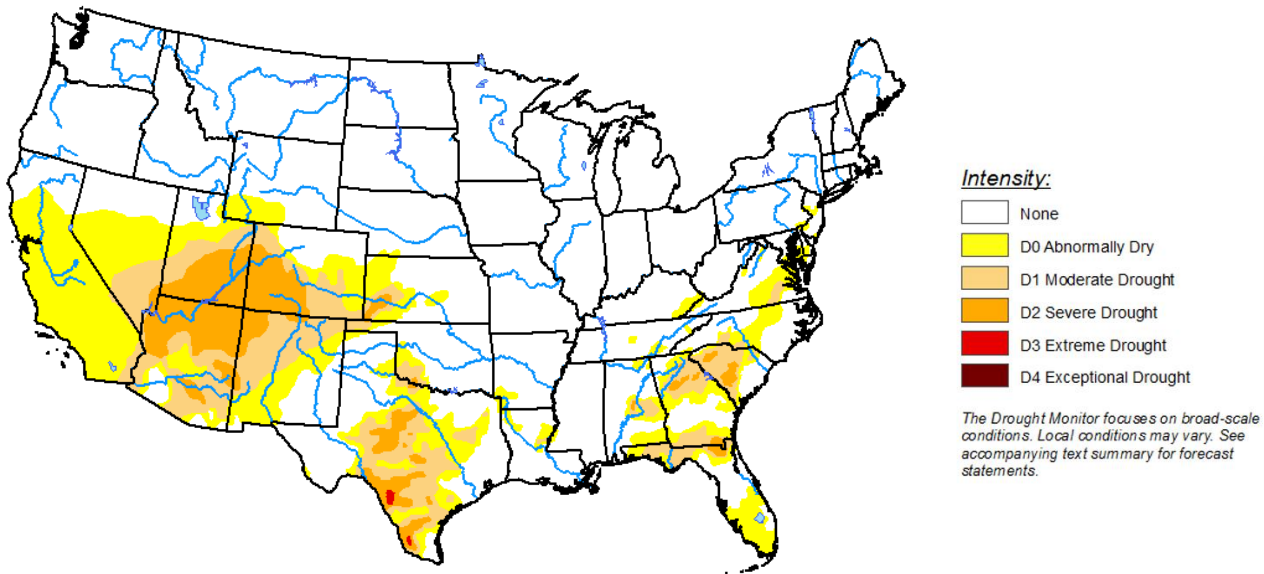 Intensity:
None
D0 Abnormally Dry
D1 Moderate Drought
D2 Severe Drought
D3 Extreme Drought
D4 Exceptional Drought
The Drought Monitor focuses on broad-scale
conditions. Local conditions may vary. See
accompanying text summary for forecast
statements.